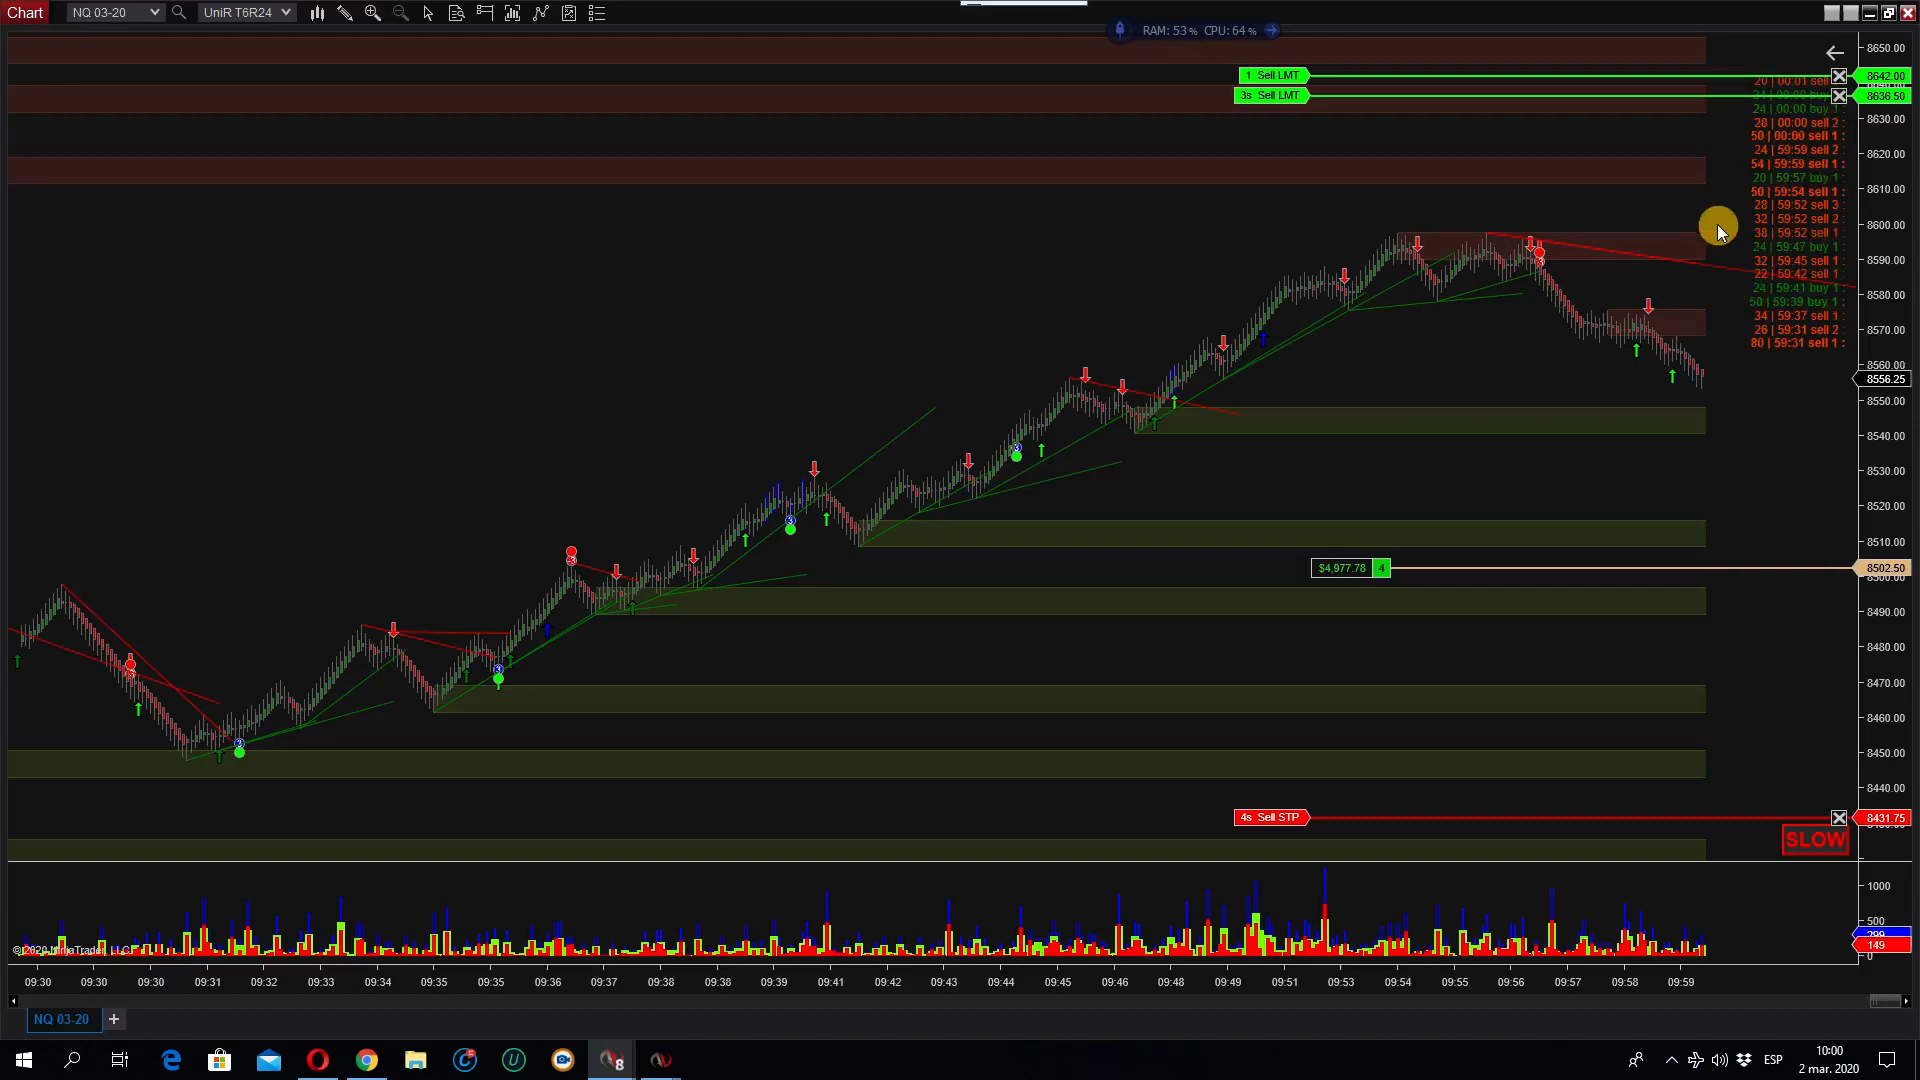 Chart
NQ 03-20
UniR T6R24
RAM: 53 % CPU: 64 %
8650.00
1 Sell LMT
8642.00
3s Sell LMT
8636.50
8630.00
8620.00
8610.00
8600.00
8590.00
8580.00
8570.00
8560.00
8556.25
8550.00
8540.00
8530.00
8520.00
8510.00
8502.50
8500.00
8490.00
8480.00
8470.00
8460.00
8450.00
8440.00
8431.75
20 | 00:01 sell
24 | 00:00 buy 1 :
24 | 00:00 buy 1 :
28 | 00:00 sell 2 :
50 | 00:00 sell 1 :
24 | 59:59 sell 2 :
54 | 59:59 sell 1 :
20 | 59:57 buy 1 :
50 | 59:54 sell 1 :
28 | 59:52 sell 3 :
32 | 59:52 sell 2 :
38 | 59:52 sell 1 :
24 | 59:47 buy 1 :
32 | 59:45 sell 1 :
22 | 59:42 sell 1 :
24 | 59:41 buy 1 :
50 | 59:39 buy 1 :
34 | 59:37 sell 1 :
26 | 59:31 sell 2 :
80 | 59:31 sell 1 :
$4,977.78 4
4s Sell STP
SLOW
1000
500
299
149
0
© 2020 NinjaTrader, LLC
09:30 09:30 09:30 09:31 09:32 09:32 09:34 09:35 09:35 09:36 09:37 09:38 09:38 09:39 09:41 09:42 09:43 09:44 09:45 09:46 09:48 09:49 09:51 09:53 09:54 09:55 09:56 09:57 09:58 09:59
NQ 03-20
ESP
10:00
2 mar. 2020